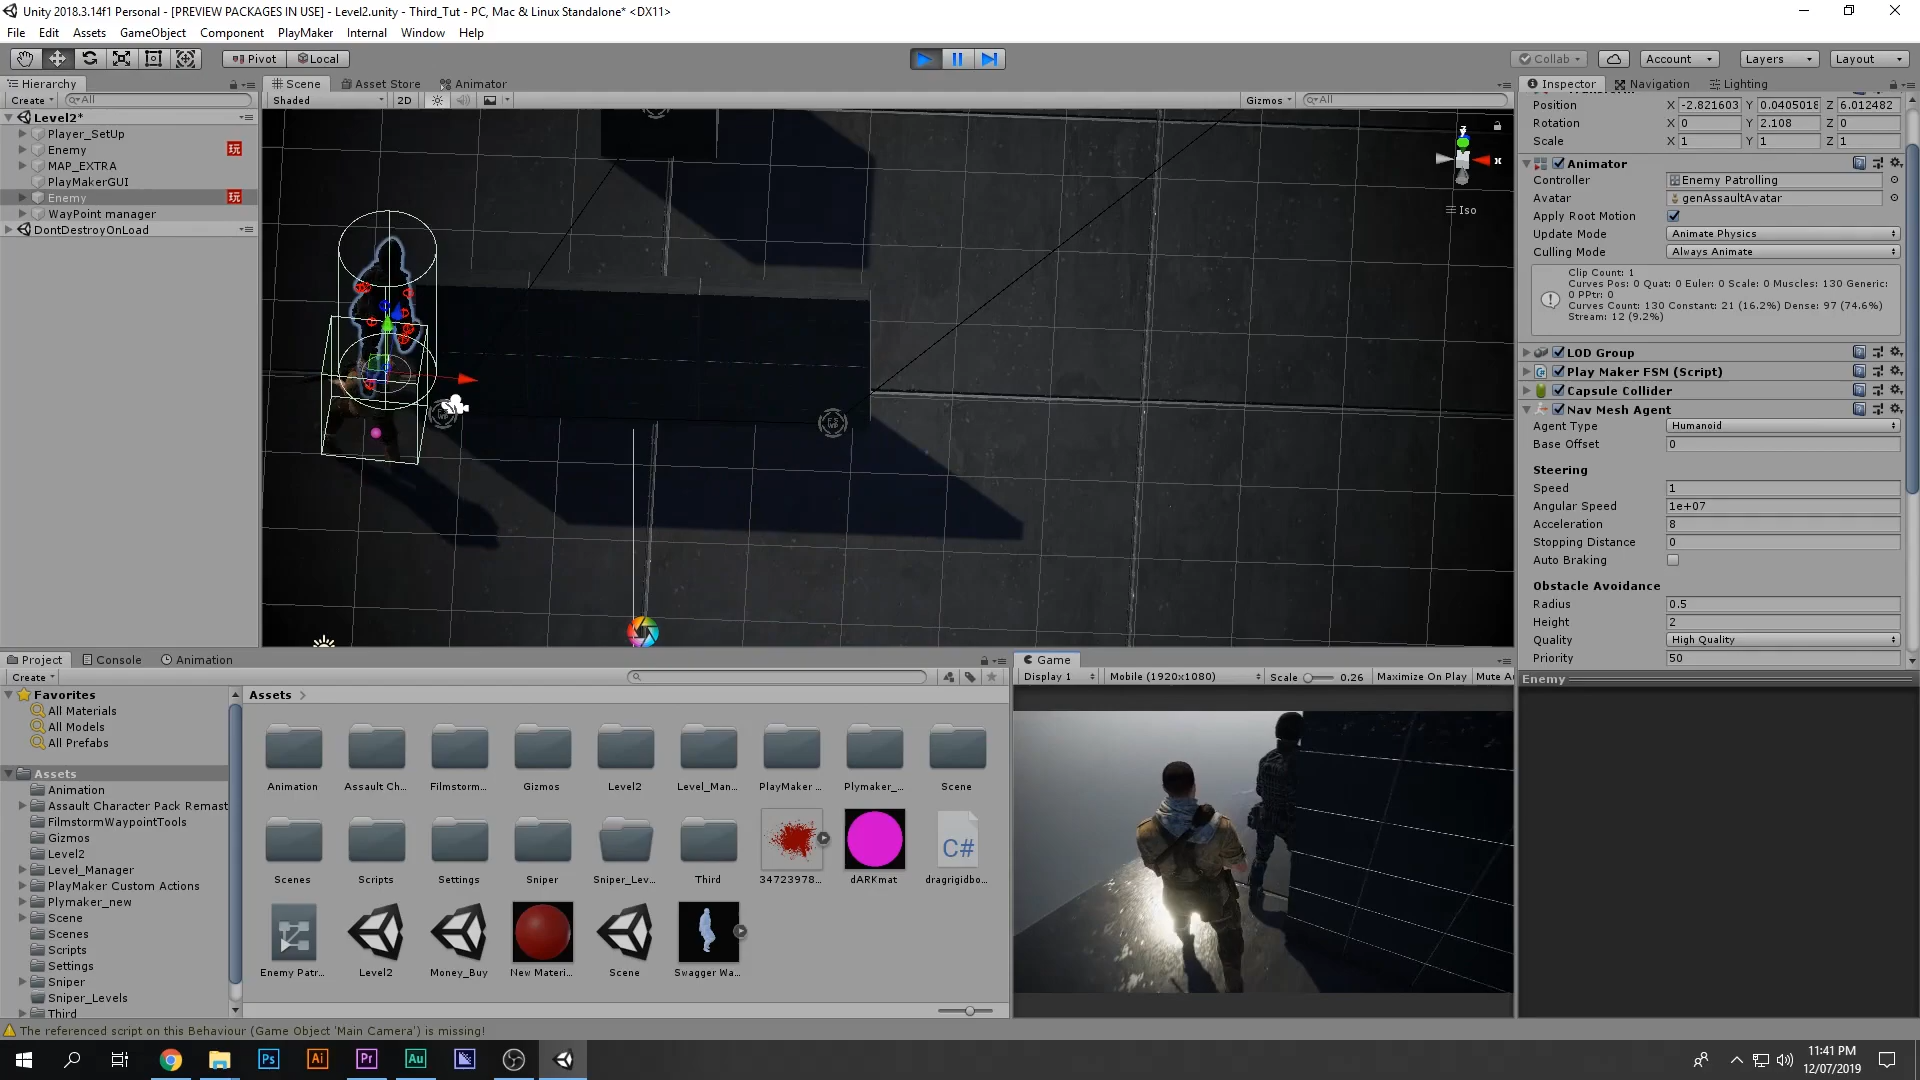 Unity 2018.3.14f1 Personal - [PREVIEW PACKAGES IN USE] - Level2.unity - Third_Tut - PC, Mac & Linux Standalone* <DX11>
File Edit Assets GameObject Component PlayMaker Internal Window Help
Pivot Local Collab Account Layers Layout
Hierarchy Scene Asset Store Animator Inspector Navigation Lighting
Create All Shaded 2D Gizmos All
Level2*
Player_SetUp
Enemy 玩
MAP_EXTRA
PlayMakerGUI
Enemy 玩
WayPoint manager
DontDestroyOnLoad
x
Iso
Position X -2.821603 Y 0.0405018 Z 6.012482
Rotation X 0 Y 2.108 Z 0
Scale X 1 Y 1 Z 1
Animator
Controller Enemy Patrolling
Avatar genAssaultAvatar
Apply Root Motion
Update Mode Animate Physics
Culling Mode Always Animate
Clip Count: 1
Curves Pos: 0 Quat: 0 Euler: 0 Scale: 0 Muscles: 130 Generic:
0 PPtr: 0
Curves Count: 130 Constant: 21 (16.2%) Dense: 97 (74.6%)
Stream: 12 (9.2%)
LOD Group
Play Maker FSM (Script)
Capsule Collider
Nav Mesh Agent
Agent Type Humanoid
Base Offset 0
Steering
Speed 1
Angular Speed 1e+07
Acceleration 8
Stopping Distance 0
Auto Braking
Obstacle Avoidance
Radius 0.5
Height 2
Quality High Quality
Priority 50
Enemy
Project Console Animation
Create
Favorites
All Materials
All Models
All Prefabs
Assets
Animation
Assault Character Pack Remast
FilmstormWaypointTools
Gizmos
Level2
Level_Manager
PlayMaker Custom Actions
Plymaker_new
Scene
Scenes
Scripts
Settings
Sniper
Sniper_Levels
Third
Assets
Animation Assault Ch... Filmstorm... Gizmos Level2 Level_Man... PlayMaker ... Plymaker_... Scene
C#
Scenes Scripts Settings Sniper Sniper_Lev... Third 34723978... dARKmat dragrigidbo...
Enemy Patr... Level2 Money_Buy New Materi... Scene Swagger Wa...
Game
Display 1 Mobile (1920x1080) Scale 0.26 Maximize On Play Mute A
The referenced script on this Behaviour (Game Object 'Main Camera') is missing!
Ps Ai Pr Au
11:41 PM
12/07/2019